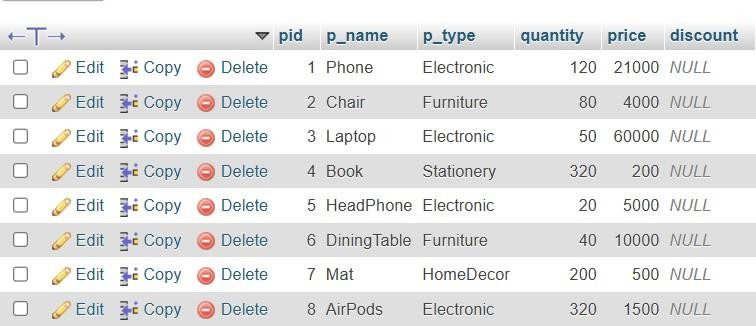 pid p_name p_type quantity price discount
Edit Copy Delete 1 Phone Electronic 120 21000 NULL
Edit Copy Delete 2 Chair Furniture 80 4000 NULL
Edit Copy Delete 3 Laptop Electronic 50 60000 NULL
Edit Copy Delete 4 Book Stationery 320 200 NULL
Edit Copy Delete 5 HeadPhone Electronic 20 5000 NULL
Edit Copy Delete 6 DiningTable Furniture 40 10000 NULL
Edit Copy Delete 7 Mat HomeDecor 200 500 NULL
Edit Copy Delete 8 AirPods Electronic 320 1500 NULL